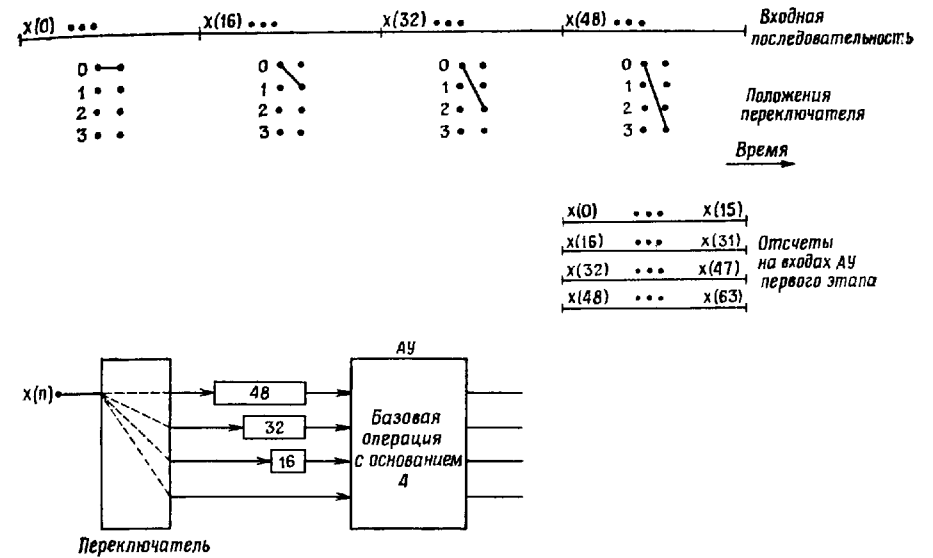 x(0) ••• x(16) ••• x(32) ••• x(48) ••• Входная
последовательность
0 0 0 0
1 1 1 1
2 2 2 2
3 3 3 3
Положения
переключателя
Время
x(0) ••• x(15)
x(16) ••• x(31)
x(32) ••• x(47)
x(48) ••• x(63)
Отсчеты
на входах АУ
первого этапа
АУ
x(n)
48
32
16
Базовая
операция
с основанием
4
Переключатель